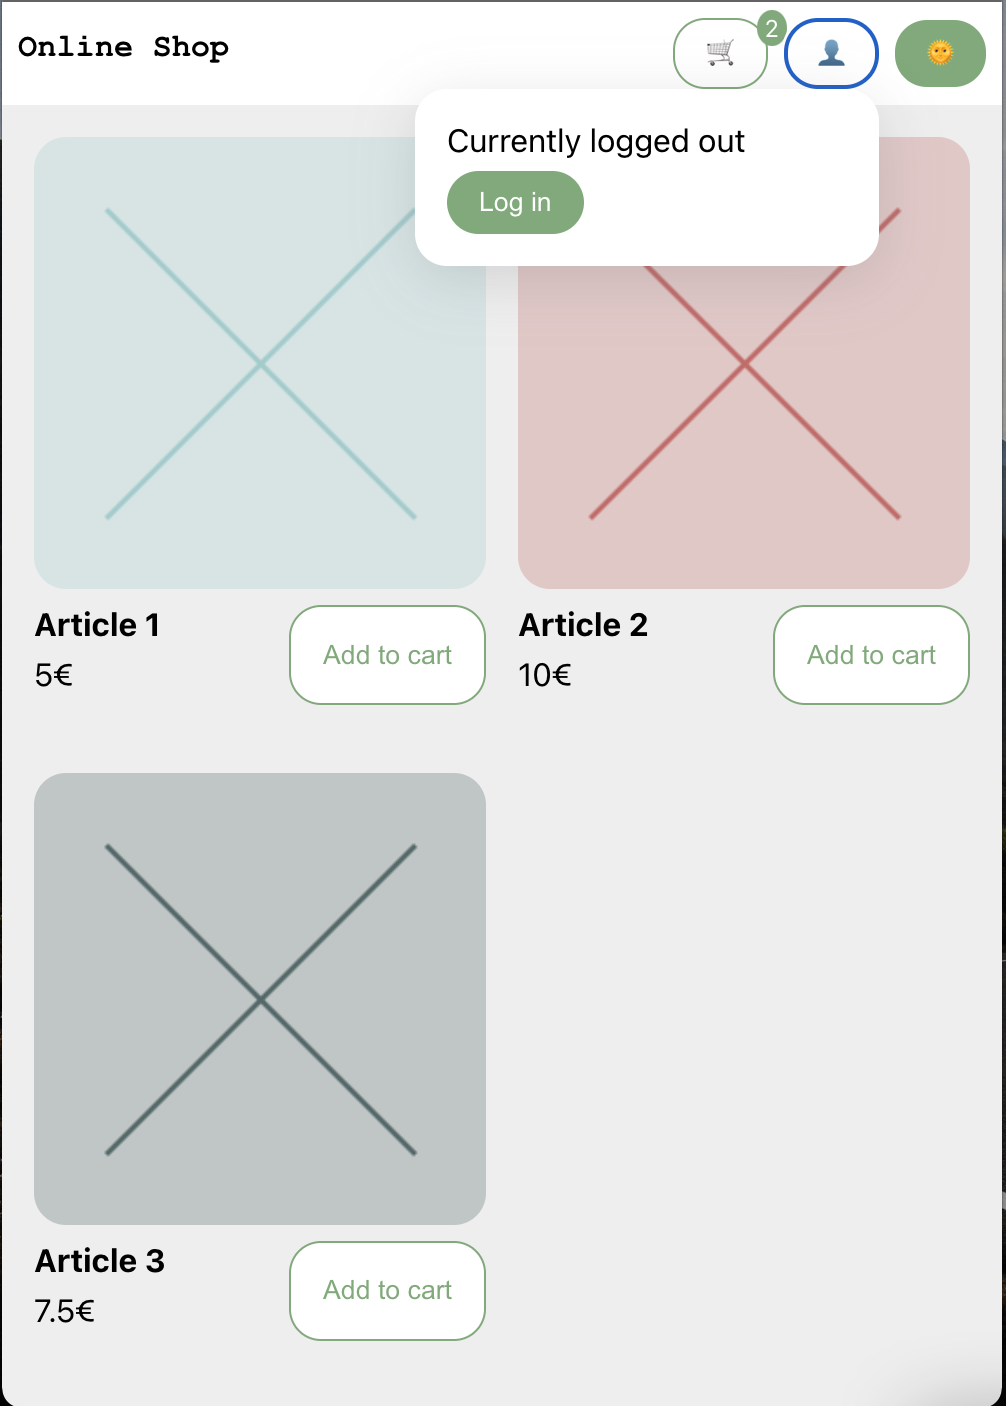 Online Shop
2
Currently logged out
Log in
Article 1
5€
Add to cart
Article 2
10€
Add to cart
Article 3
7.5€
Add to cart